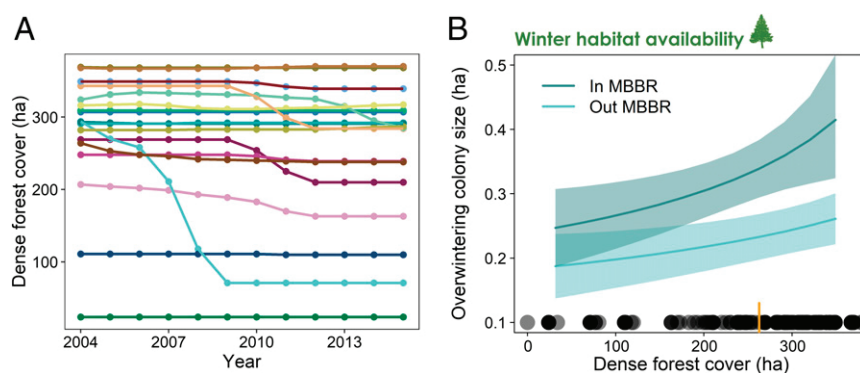 A
Dense forest cover (ha)
300
200
100
2004
2007
2010
2013
Year
B
Winter habitat availability
Overwintering colony size (ha)
0.5
0.4
0.3
0.2
0.1
In MBBR
Out MBBR
0
100
200
300
Dense forest cover (ha)